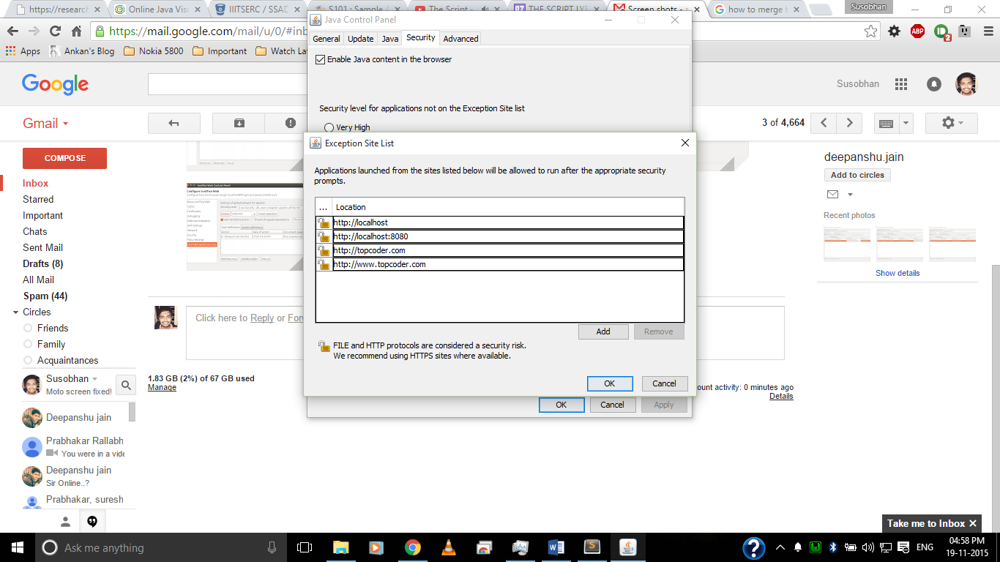 https://research
Online Java Visu
IIITSERC / SSAD
S101 : Sample
The Script -
THE SCRIPT LYR
Screen shots -
how to merge
Susobhan
https://mail.google.com/mail/u/0/#inb
ABP
2
Apps
Ankan's Blog
Nokia 5800
Important
Watch Lat
Java Control Panel
General
Update
Java
Security
Advanced
Enable Java content in the browser
Security level for applications not on the Exception Site list
Very High
Google
Susobhan
Gmail
3 of 4,664
COMPOSE
Inbox
Starred
Important
Chats
Sent Mail
Drafts (8)
All Mail
Spam (44)
Circles
Friends
Family
Acquaintances
Susobhan
Moto screen fixed!
Deepanshu jain
Prabhakar Rallabh
You were in a vide
Deepanshu jain
Sir Online..?
Prabhakar, suresh
Click here to Reply or For
1.83 GB (2%) of 67 GB used
Manage
Exception Site List
Applications launched from the sites listed below will be allowed to run after the appropriate security
prompts.
... Location
http://localhost
http://localhost:8080
http://topcoder.com
http://www.topcoder.com
Add
Remove
FILE and HTTP protocols are considered a security risk.
We recommend using HTTPS sites where available.
OK
Cancel
OK
Cancel
Apply
deepanshu.jain
Add to circles
Recent photos
Show details
ount activity: 0 minutes ago
Details
Take me to Inbox
Ask me anything
ENG
04:58 PM
19-11-2015